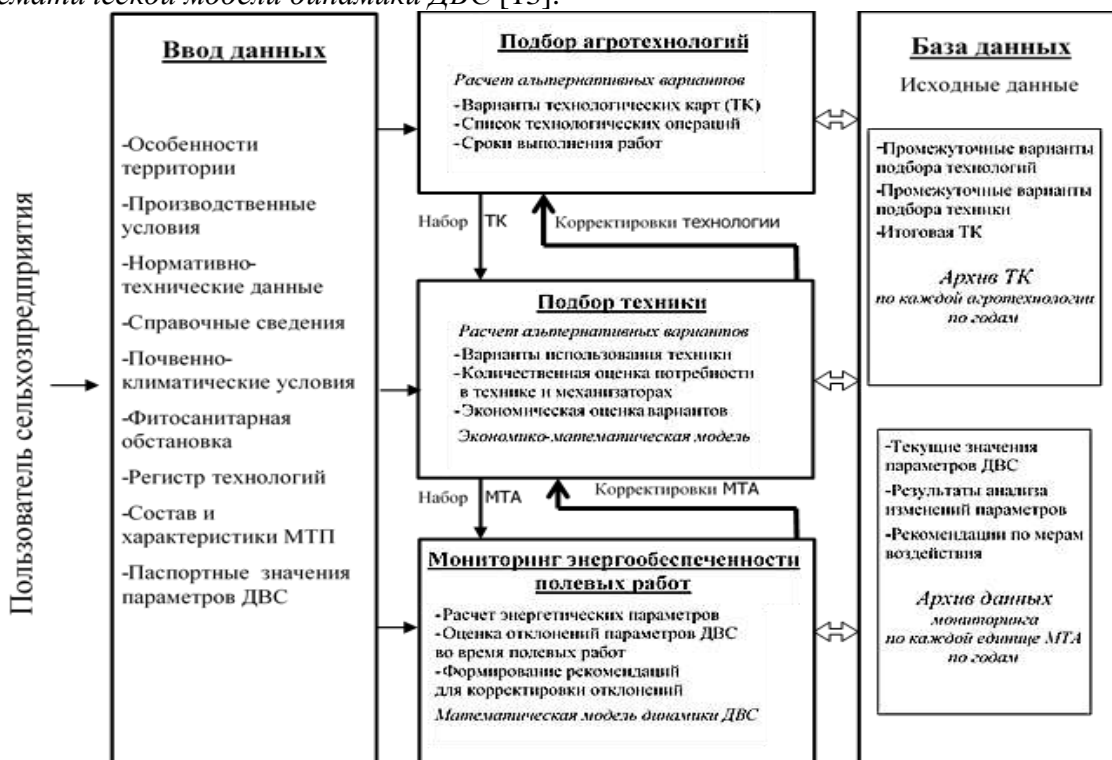 матической модели динамики ДВС [13].
Пользователь сельхозпредприятия
Ввод данных
-Особенности
территории
-Производственные
условия
-Нормативно-
технические данные
-Справочные сведения
-Почвенно-
климатические условия
-Фитосанитарная
обстановка
-Регистр технологий
-Состав и
характеристики МТП
-Паспортные значения
параметров ДВС
Подбор агротехнологий
Расчет альтернативных вариантов
-Варианты технологических карт (ТК)
-Список технологических операций
-Сроки выполнения работ
Набор ТК
Корректировки технологии
Подбор техники
Расчет альтернативных вариантов
-Варианты использования техники
-Количественная оценка потребности
в технике и механизаторах
-Экономическая оценка вариантов
Экономико-математическая модель
Набор МТА
Корректировки МТА
Мониторинг энергообеспеченности
полевых работ
-Расчет энергетических параметров
-Оценка отклонений параметров ДВС
во время полевых работ
-Формирование рекомендаций
для корректировки отклонений
Математическая модель динамики ДВС
База данных
Исходные данные
-Промежуточные варианты
подбора технологий
-Промежуточные варианты
подбора техники
-Итоговая ТК
Архив ТК
по каждой агротехнологии
по годам
-Текущие значения
параметров ДВС
-Результаты анализа
изменений параметров
-Рекомендации по мерам
воздействия
Архив данных
мониторинга
по каждой единице МТА
по годам